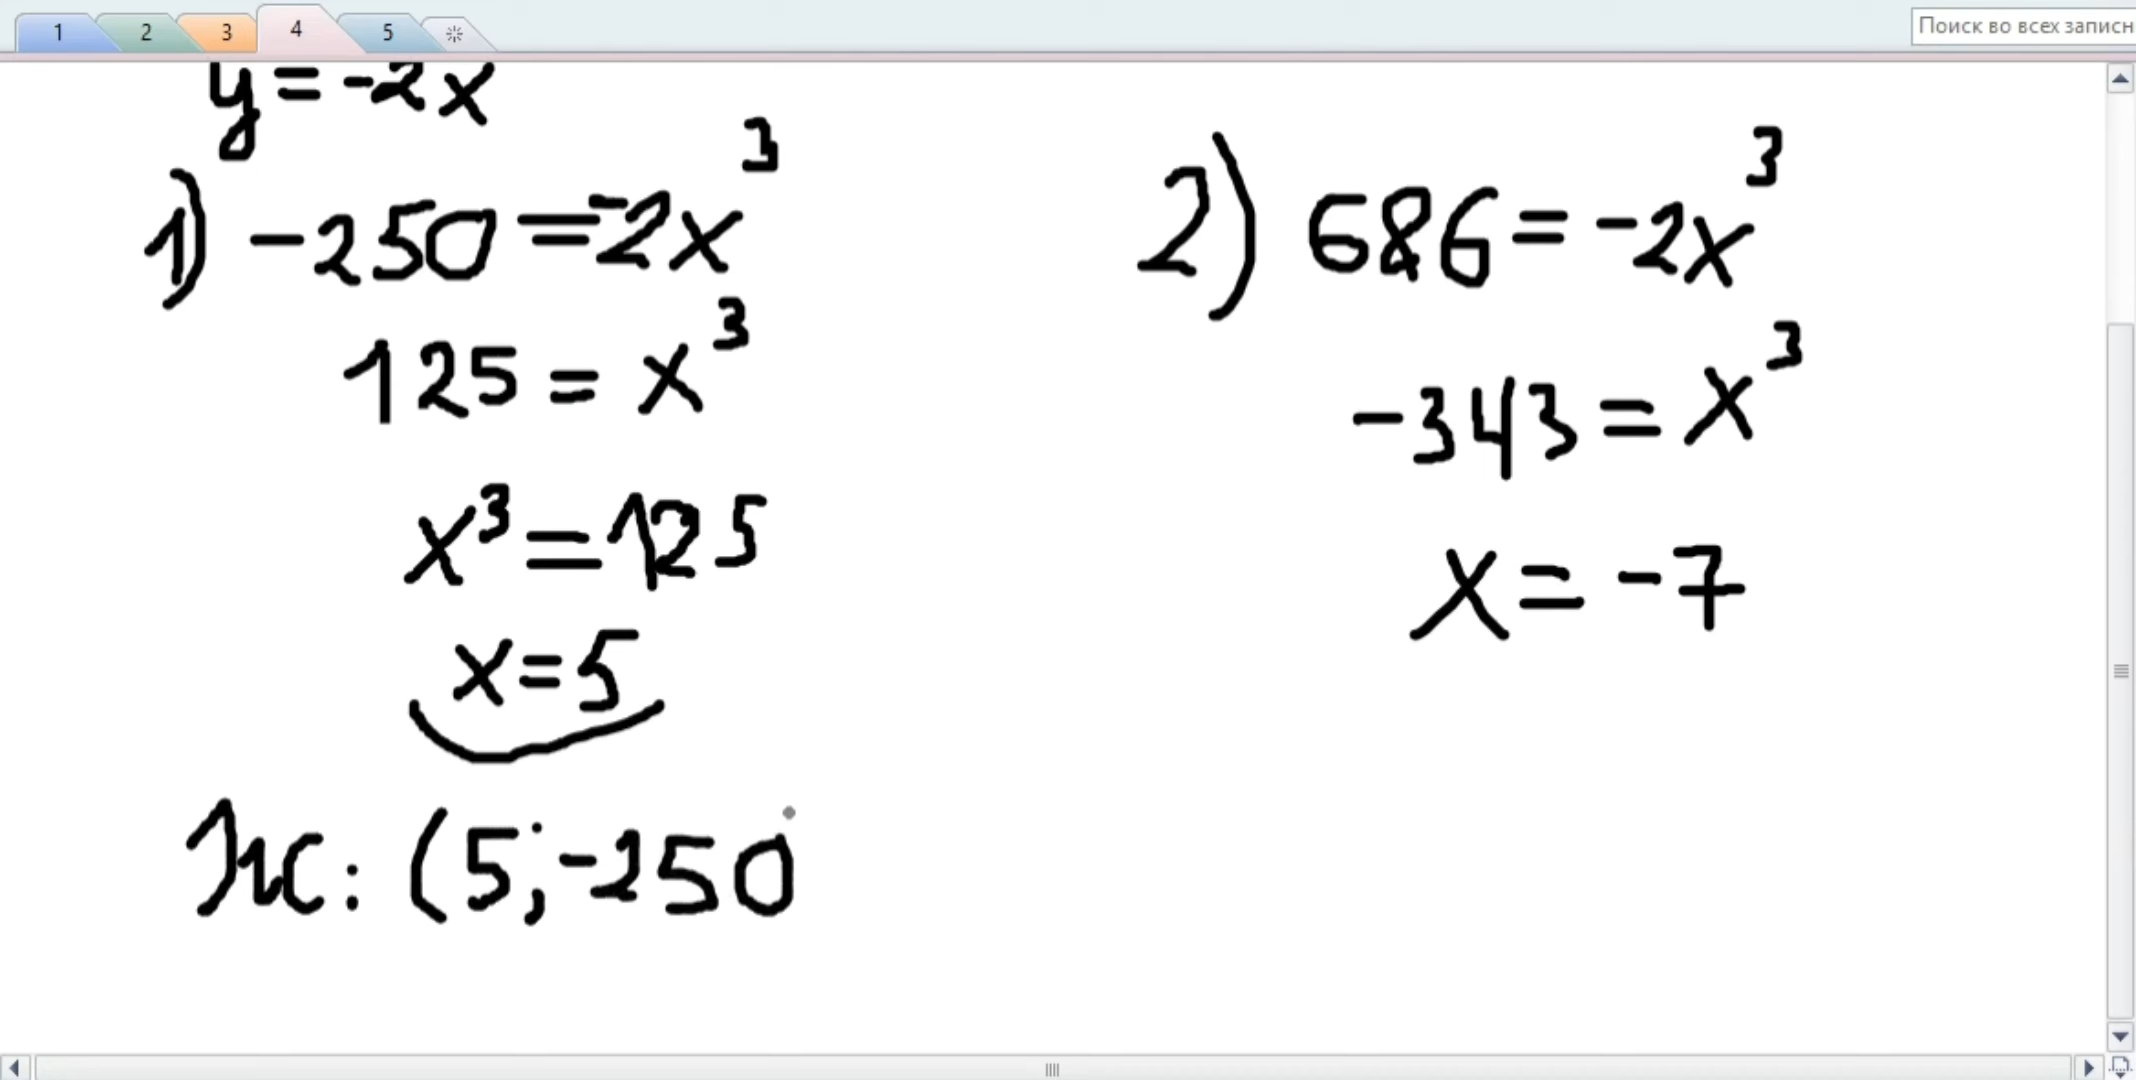 1 2 3 4 5
Поиск во всех записн
y = -2x
1) -250 = -2x³
125 = x³
x³ = 125
x = 5
(5; -250
2) 686 = -2x³
-343 = x³
x = -7